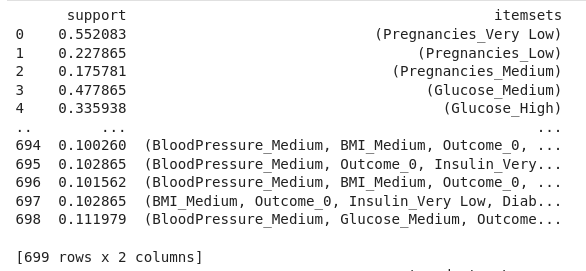 support itemsets
0 0.552083 (Pregnancies_Very Low)
1 0.227865 (Pregnancies_Low)
2 0.175781 (Pregnancies_Medium)
3 0.477865 (Glucose_Medium)
4 0.335938 (Glucose_High)
.. ... ...
694 0.100260 (BloodPressure_Medium, BMI_Medium, Outcome_0, ...
695 0.102865 (BloodPressure_Medium, Outcome_0, Insulin_Very...
696 0.101562 (BloodPressure_Medium, BMI_Medium, Outcome_0, ...
697 0.102865 (BMI_Medium, Outcome_0, Insulin_Very Low, Diab...
698 0.111979 (BloodPressure_Medium, Glucose_Medium, Outcome...
[699 rows x 2 columns]